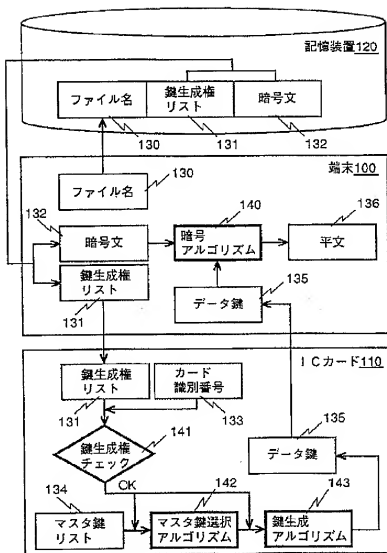 記憶装置120
ファイル名
鍵生成権
リスト
暗号文
130
131
132
端末100
ファイル名
130
132
暗号文
140
暗号
アルゴリズム
136
平文
鍵生成権
リスト
131
データ鍵
135
ICカード110
鍵生成権
リスト
131
カード
識別番号
133
鍵生成権
チェック
141
OK
135
データ鍵
134
マスタ鍵
リスト
142
マスタ鍵選択
アルゴリズム
143
鍵生成
アルゴリズム